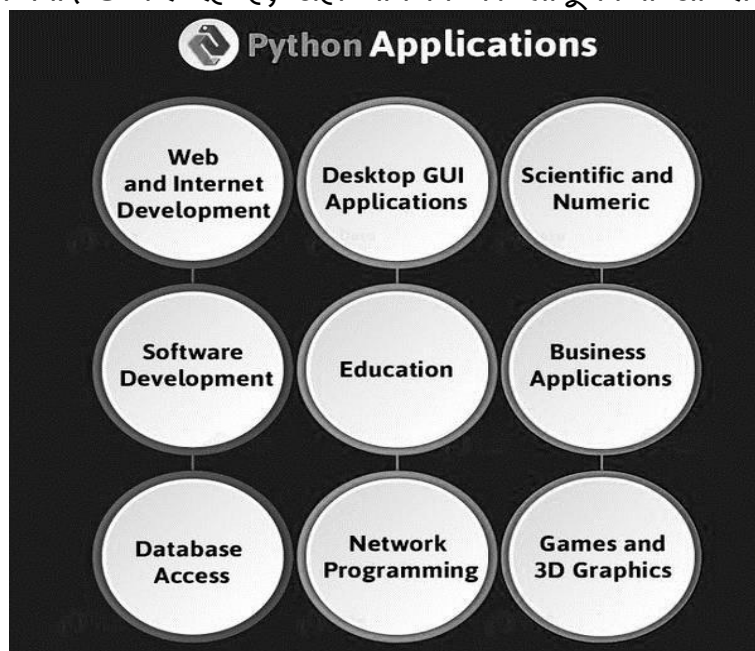 Python Applications
Web
and Internet
Development
Desktop GUI
Applications
Scientific and
Numeric
Software
Development
Education
Business
Applications
Database
Access
Network
Programming
Games and
3D Graphics